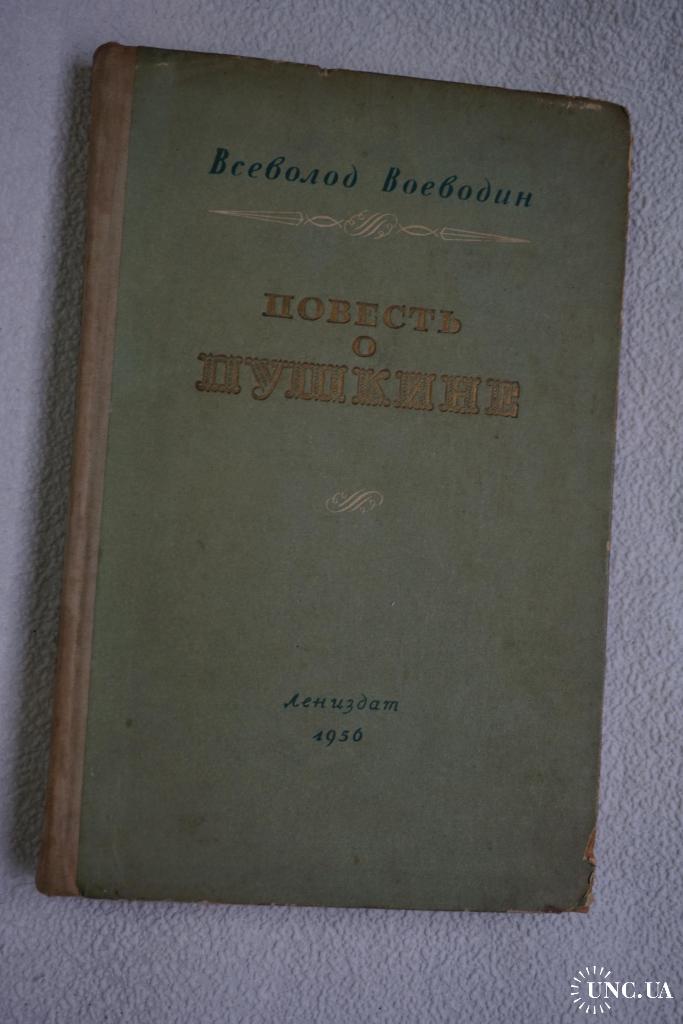 Всеволод Воеводин
ПОВЕСТЬ
О
ПУШКИНЕ
Лениздат
1956
UNC.UA